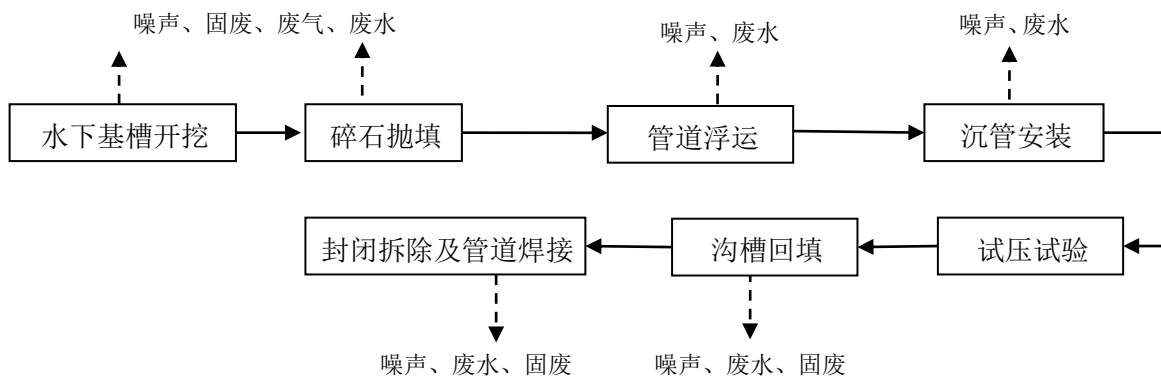 噪声、固废、废气、废水
噪声、废水
噪声、废水
水下基槽开挖
碎石抛填
管道浮运
沉管安装
封闭拆除及管道焊接
沟槽回填
试压试验
噪声、废水、固废
噪声、废水、固废